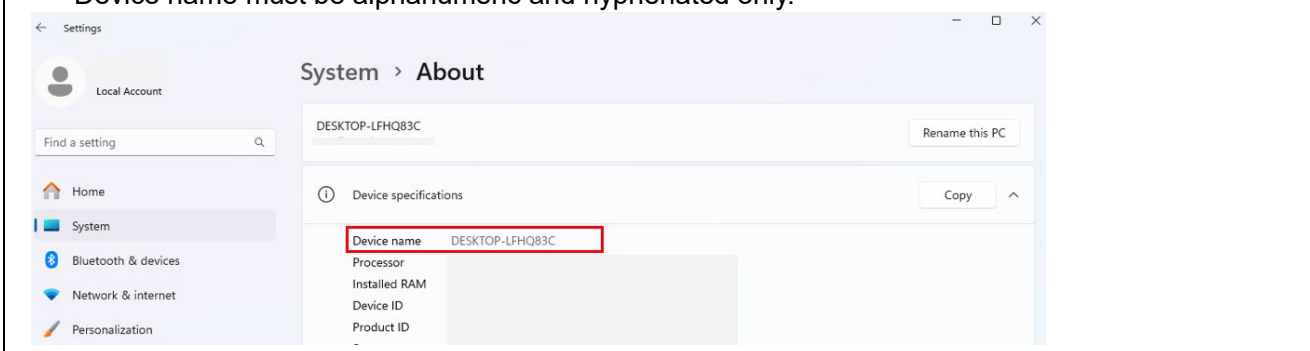 Device name must be alphanumeric and hyphenated only.
← Settings
Local Account
Find a setting
Home
System
Bluetooth & devices
Network & internet
Personalization
System > About
DESKTOP-LFHQ83C
Rename this PC
Device specifications
Copy
Device name DESKTOP-LFHQ83C
Processor
Installed RAM
Device ID
Product ID